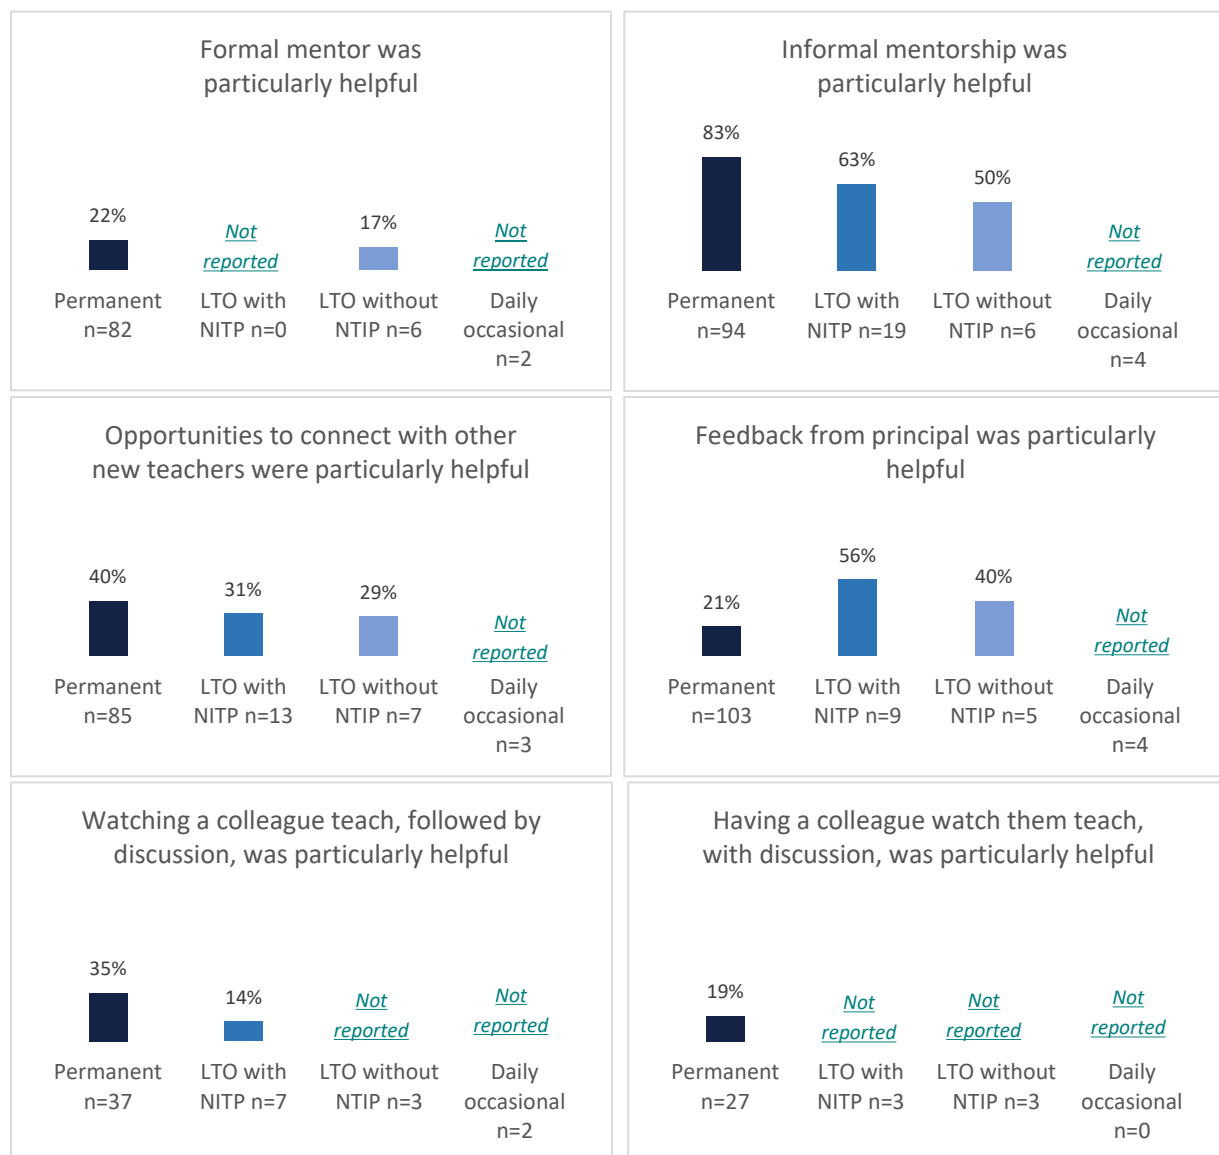 Formal mentor was
particularly helpful
22%
Not
reported
17%
Not
reported
Permanent
n=82
LTO with
NITP n=0
LTO without
NTIP n=6
Daily
occasional
n=2
Informal mentorship was
particularly helpful
83%
63%
50%
Not
reported
Permanent
n=94
LTO with
NITP n=19
LTO without
NTIP n=6
Daily
occasional
n=4
Opportunities to connect with other
new teachers were particularly helpful
40%
31%
29%
Not
reported
Permanent
n=85
LTO with
NITP n=13
LTO without
NTIP n=7
Daily
occasional
n=3
Feedback from principal was particularly
helpful
21%
56%
40%
Not
reported
Permanent
n=103
LTO with
NITP n=9
LTO without
NTIP n=5
Daily
occasional
n=4
Watching a colleague teach, followed by
discussion, was particularly helpful
35%
14%
Not
reported
Not
reported
Permanent
n=37
LTO with
NITP n=7
LTO without
NTIP n=3
Daily
occasional
n=2
Having a colleague watch them teach,
with discussion, was particularly helpful
19%
Not
reported
Not
reported
Not
reported
Permanent
n=27
LTO with
NITP n=3
LTO without
NTIP n=3
Daily
occasional
n=0